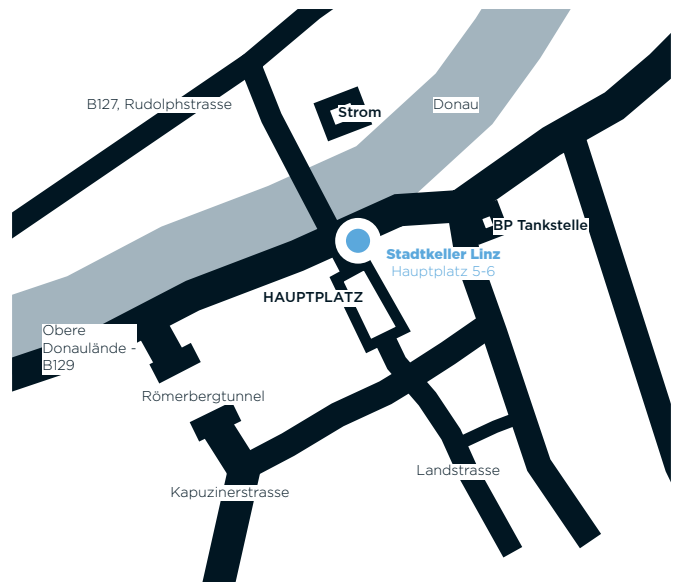 B127, Rudolphstrasse
Strom
Donau
BP Tankstelle
Stadtkeller Linz
Hauptplatz 5-6
HAUPTPLATZ
Obere
Donaulände -
B129
Römerbergtunnel
Landstrasse
Kapuzinerstrasse